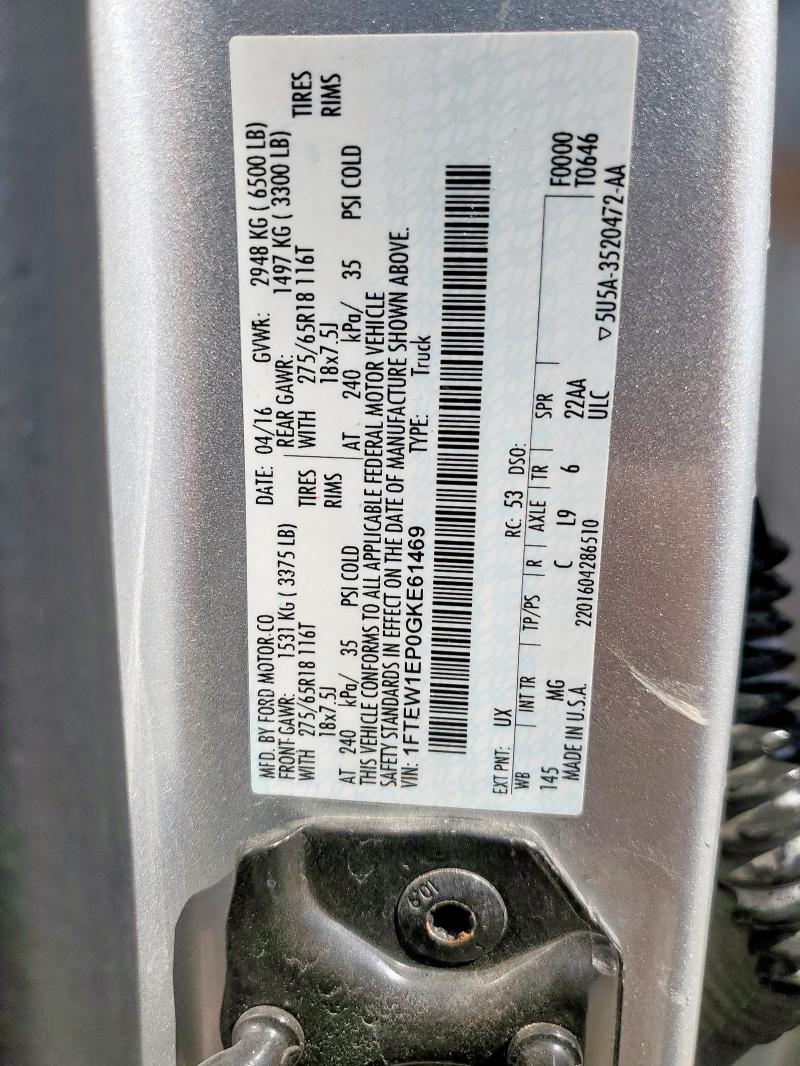 MFD. BY FORD MOTOR CO
DATE: 04/16 GVWR: 2948 KG ( 6500 LB)
FRONT GAWR: 1531 KG ( 3375 LB) REAR GAWR: 1497 KG ( 3300 LB)
WITH 275/65R18 116T TIRES WITH 275/65R18 116T TIRES
18x7.5J RIMS 18x7.5J RIMS
AT 240 kPa/ 35 PSI COLD AT 240 kPa/ 35 PSI COLD
THIS VEHICLE CONFORMS TO ALL APPLICABLE FEDERAL MOTOR VEHICLE
SAFETY STANDARDS IN EFFECT ON THE DATE OF MANUFACTURE SHOWN ABOVE.
VIN: 1FTEW1EP0GKE61469 TYPE: Truck
EXT PNT: UX RC: 53 DSO:
WB INT TR TP/PS R AXLE TR SPR F0000
145 MG C L9 6 22AA T0646
ULC
MADE IN U.S.A. 2201604286510 ▽5U5A-3520472-AA
10.9